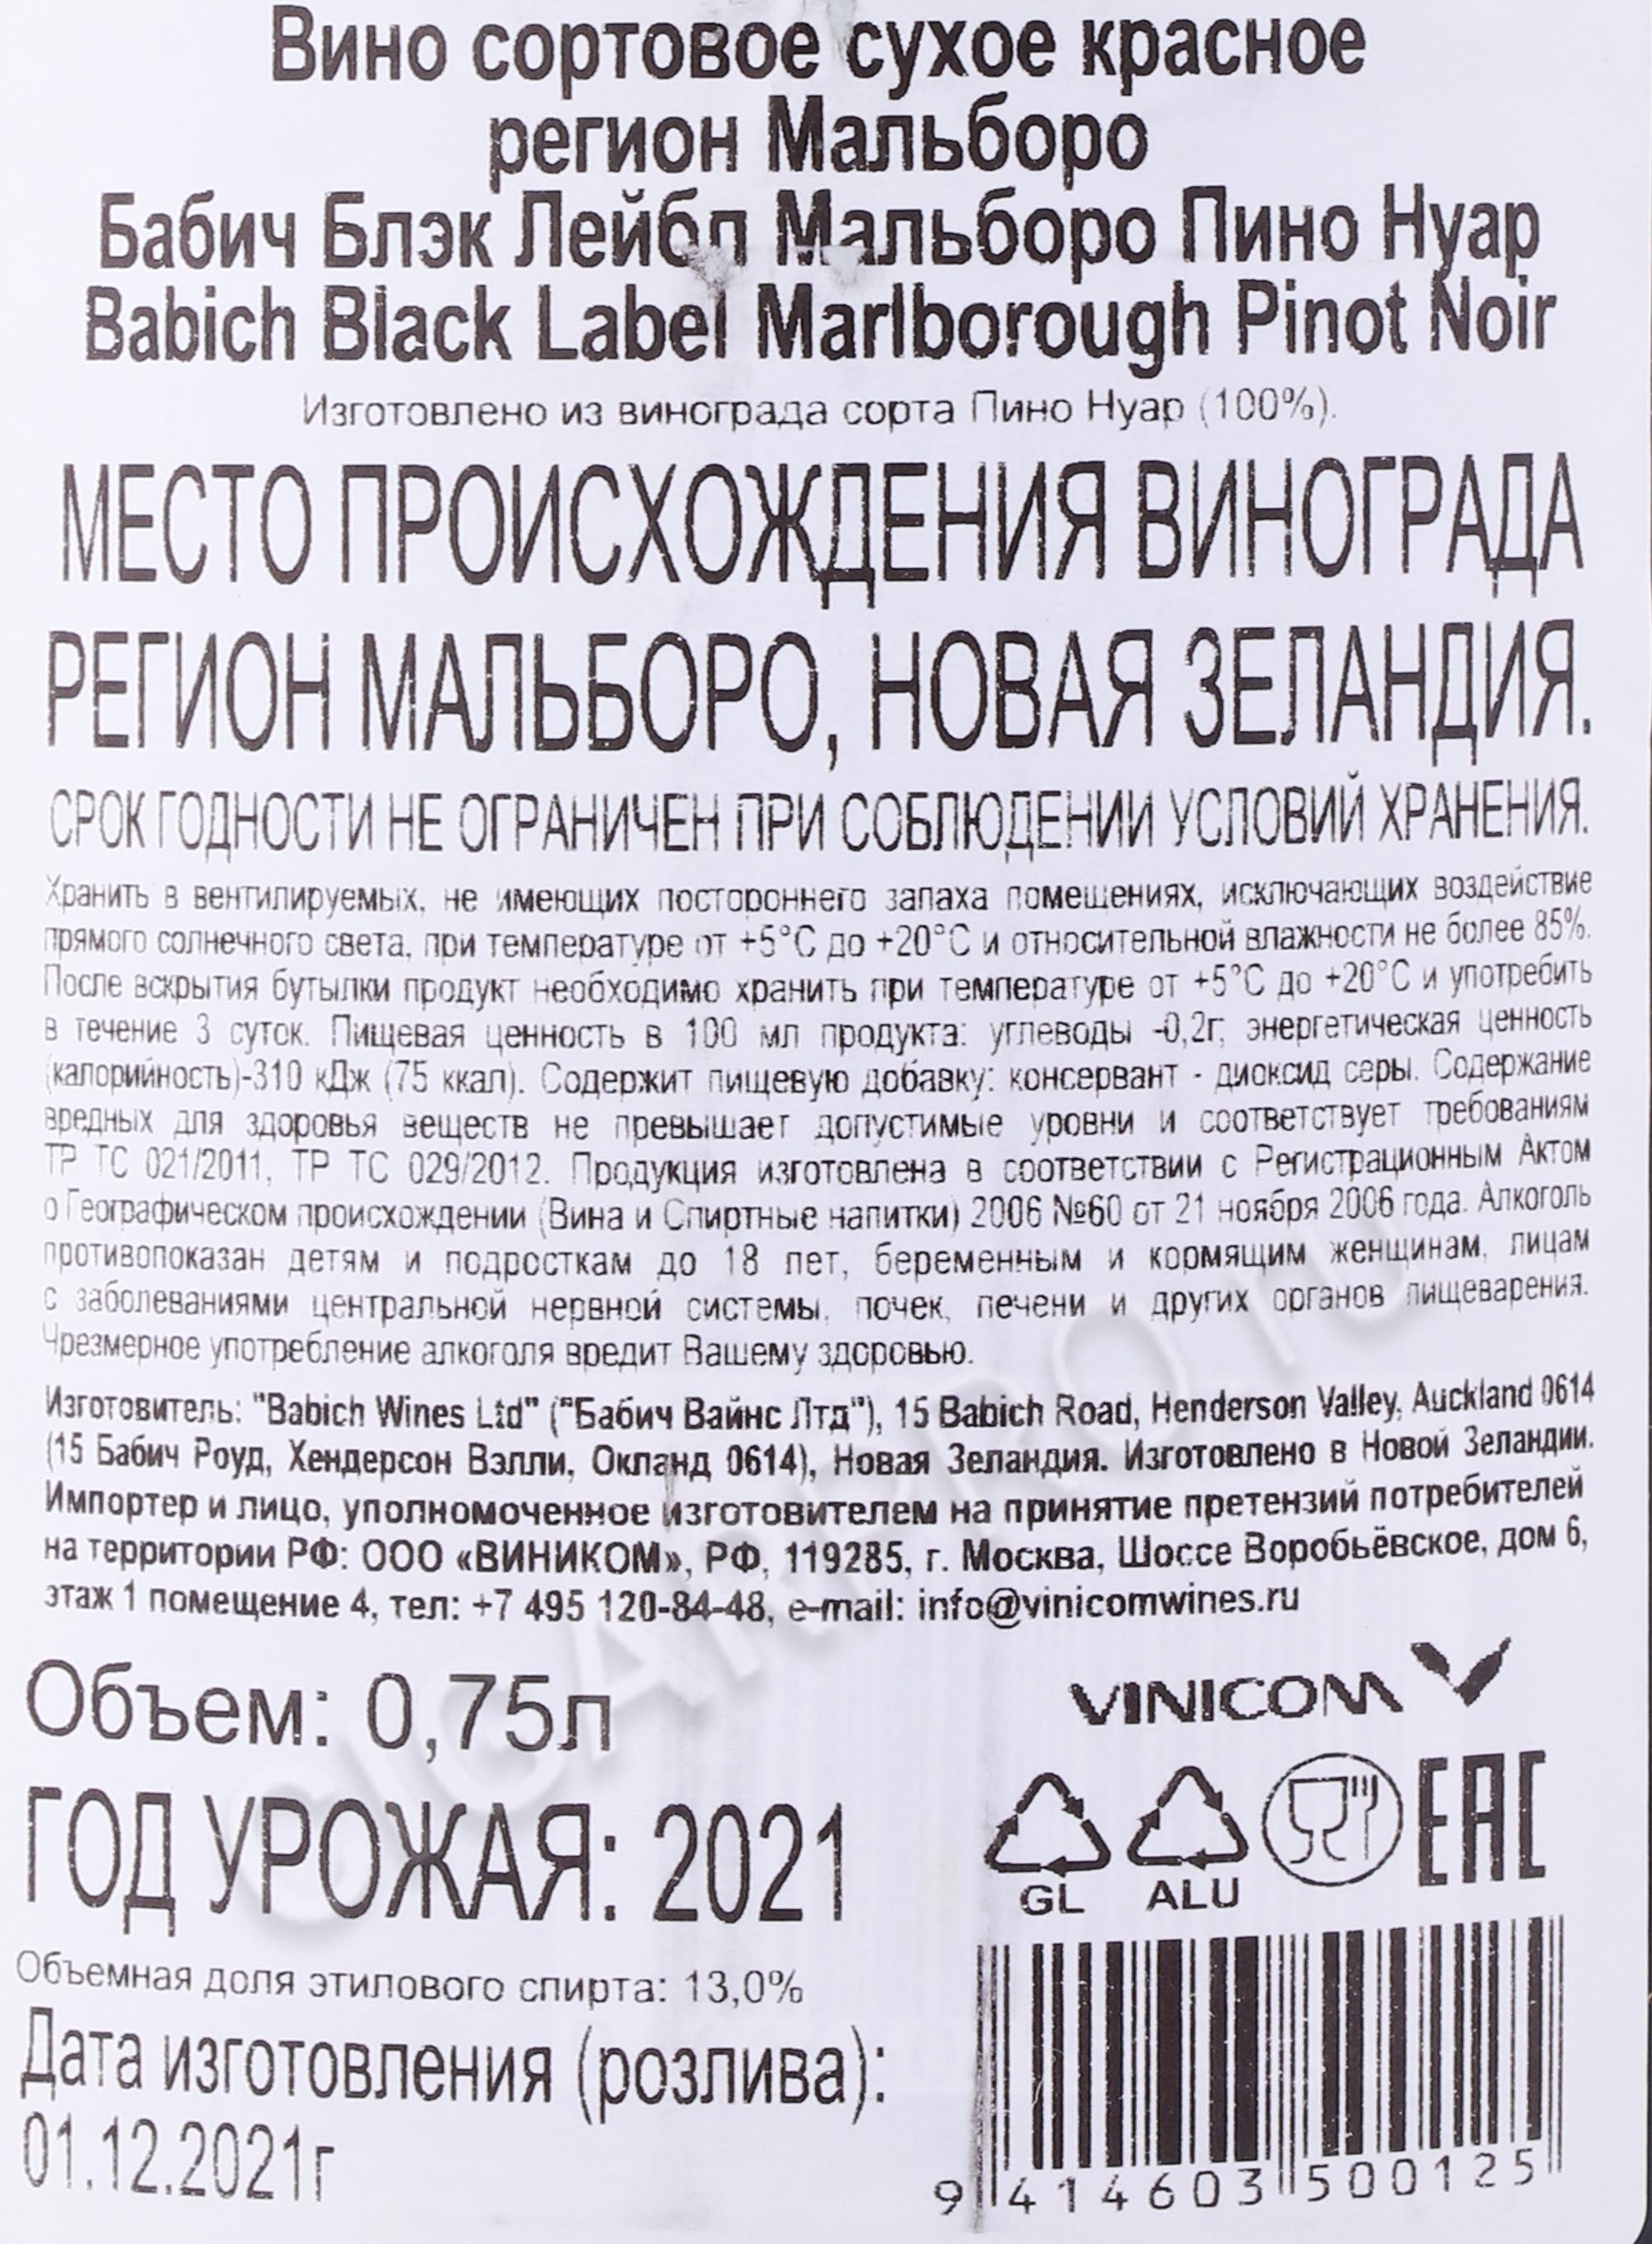 Вино сортовое сухое красное
регион Мальборо
Бабич Блэк Лейбл Мальборо Пино Нуар
Babich Black Label Marlborough Pinot Noir
Изготовлено из винограда сорта Пино Нуар (100%).
МЕСТО ПРОИСХОЖДЕНИЯ ВИНОГРАДА
РЕГИОН МАЛЬБОРО, НОВАЯ ЗЕЛАНДИЯ.
СРОК ГОДНОСТИ НЕ ОГРАНИЧЕН ПРИ СОБЛЮДЕНИИ УСЛОВИЙ ХРАНЕНИЯ.
Хранить в вентилируемых, не имеющих постороннего запаха помещениях, исключающих воздействие
прямого солнечного света, при температуре от +5°С до +20°С и относительной влажности не более 85%.
После вскрытия бутылки продукт необходимо хранить при температуре от +5°С до +20°С и употребить
в течение 3 суток. Пищевая ценность в 100 мл продукта: углеводы -0,2г; энергетическая ценность
(калорийность)-310 кДж (75 ккал). Содержит пищевую добавку: консервант - диоксид серы. Содержание
вредных для здоровья веществ не превышает допустимые уровни и соответствует требованиям
ТР ТС 021/2011, ТР ТС 029/2012. Продукция изготовлена в соответствии с Регистрационным Актом
о Географическом происхождении (Вина и Спиртные напитки) 2006 №60 от 21 ноября 2006 года. Алкоголь
противопоказан детям и подросткам до 18 лет, беременным и кормящим женщинам, лицам
с заболеваниями центральной нервной системы, почек, печени и других органов пищеварения.
Чрезмерное употребление алкоголя вредит Вашему здоровью.
Изготовитель: "Babich Wines Ltd" ("Бабич Вайнс Лтд"), 15 Babich Road, Henderson Valley, Auckland 0614
(15 Бабич Роуд, Хендерсон Вэлли, Окланд 0614), Новая Зеландия. Изготовлено в Новой Зеландии.
Импортер и лицо, уполномоченное изготовителем на принятие претензий потребителей
на территории РФ: ООО «ВИНИКОМ», РФ, 119285, г. Москва, Шоссе Воробьёвское, дом 6,
этаж 1 помещение 4, тел: +7 495 120-84-48, e-mail: info@vinicomwines.ru
Объем: 0,75л
VINICOM
ГОД УРОЖАЯ: 2021
GL ALU EAC
Объемная доля этилового спирта: 13,0%
Дата изготовления (розлива):
01.12.2021г
9 414603 500125
CIGARPRO.ru